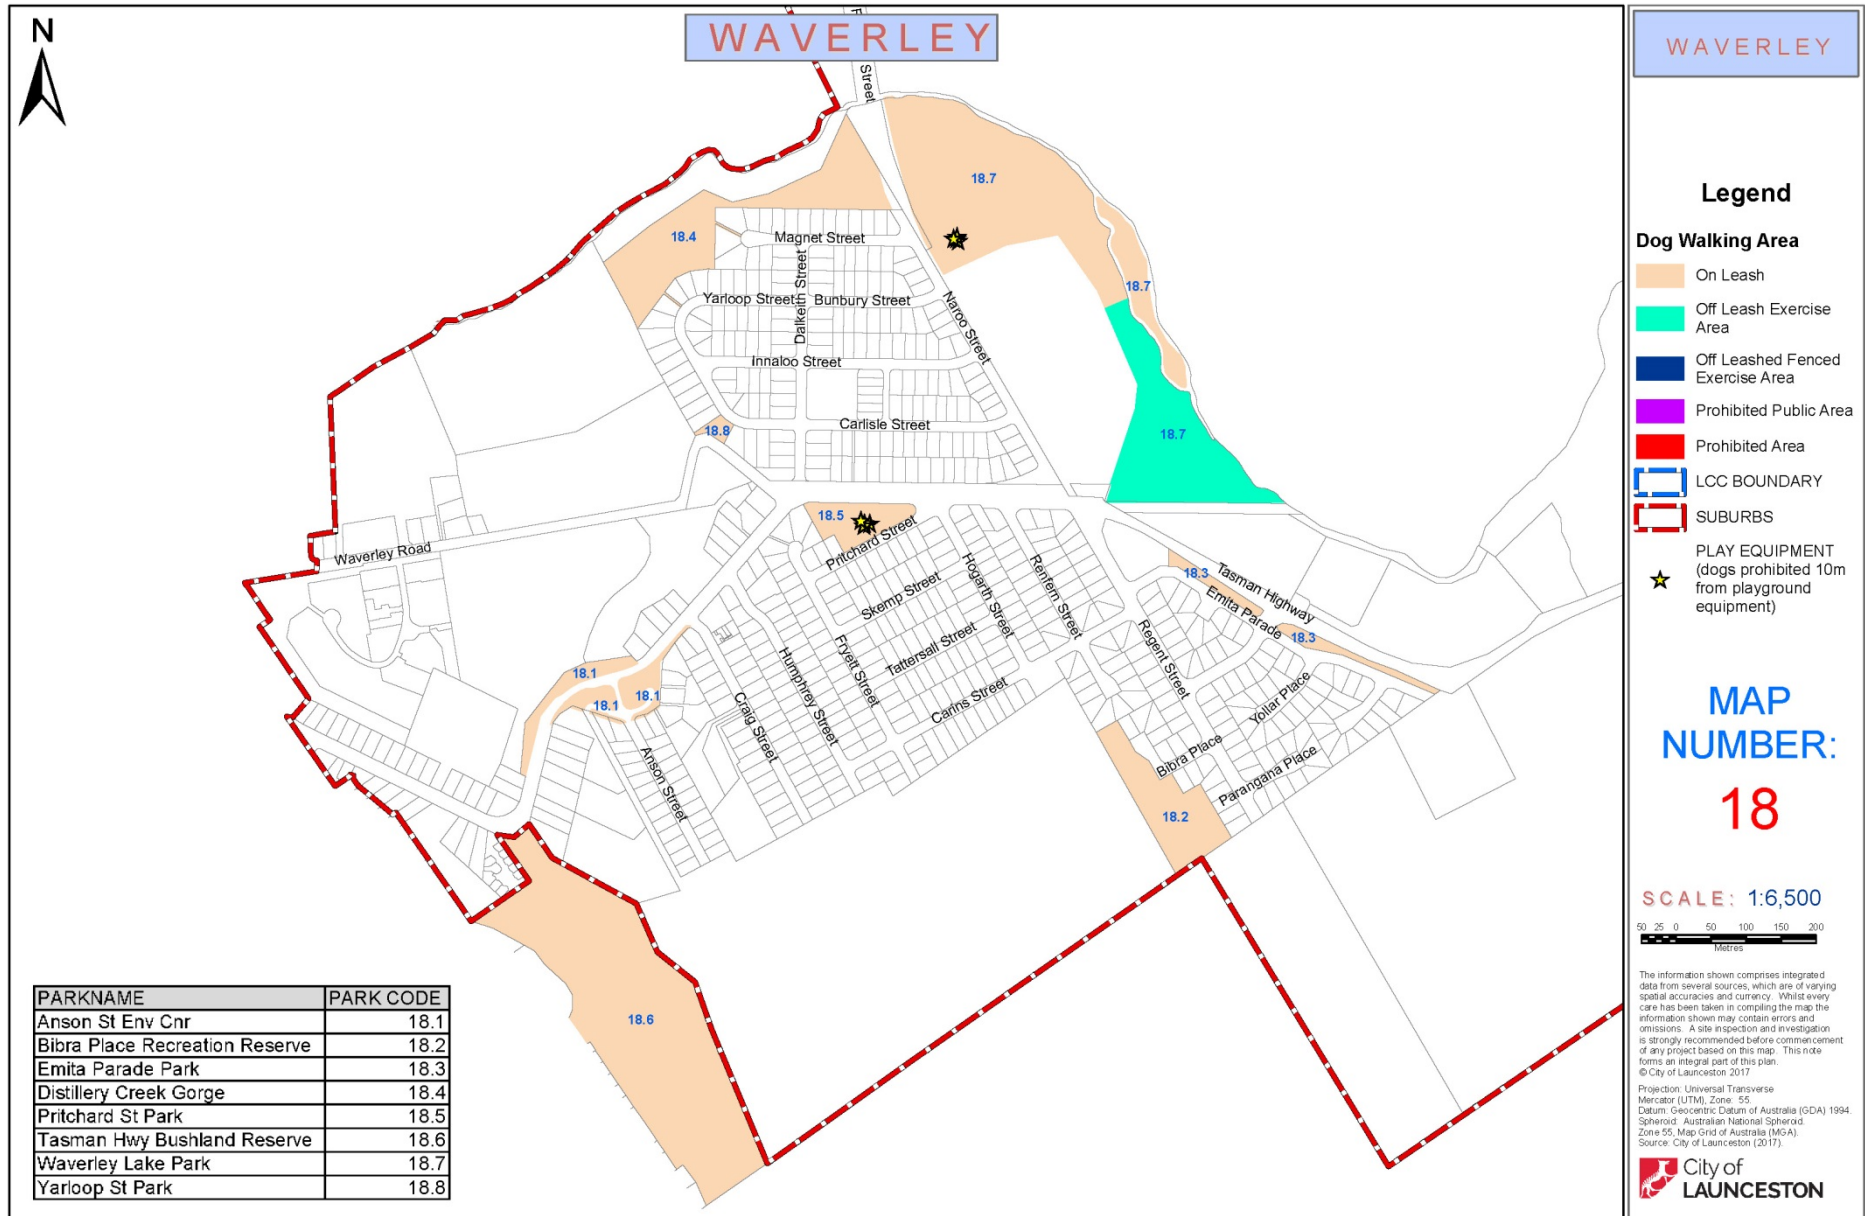 WAVERLEY
N
Street
18.7
18.4
Magnet Street
18.7
Yarloop Street
Dalkeith Street
Bunbury Street
Naroo Street
Innaloo Street
18.8
Carlisle Street
18.7
18.5
Pritchard Street
Waverley Road
Hogarth Street
Renfern Street
18.3
Tasman Highway
Skemp Street
Emita Parade
18.3
Tattersall Street
Fryett Street
Humphrey Street
Regent Street
18.1
18.1
18.1
Craig Street
Carins Street
Yollar Place
Anson Street
Bibra Place
Parangana Place
18.2
18.6
PARKNAME PARK CODE
Anson St Env Cnr 18.1
Bibra Place Recreation Reserve 18.2
Emita Parade Park 18.3
Distillery Creek Gorge 18.4
Pritchard St Park 18.5
Tasman Hwy Bushland Reserve 18.6
Waverley Lake Park 18.7
Yarloop St Park 18.8
WAVERLEY
Legend
Dog Walking Area
On Leash
Off Leash Exercise
Area
Off Leashed Fenced
Exercise Area
Prohibited Public Area
Prohibited Area
LCC BOUNDARY
SUBURBS
PLAY EQUIPMENT
(dogs prohibited 10m
from playground
equipment)
MAP
NUMBER:
18
SCALE: 1:6,500
50 25 0 50 100 150 200
Metres
The information shown comprises integrated
data from several sources, which are of varying
spatial accuracies and currency. Whilst every
care has been taken in compiling the map the
information shown may contain errors and
omissions. A site inspection and investigation
is strongly recommended before commencement
of any project based on this map. This note
forms an integral part of this plan.
© City of Launceston 2017
Projection: Universal Transverse
Mercator (UTM), Zone: 55.
Datum: Geocentric Datum of Australia (GDA) 1994.
Spheroid: Australian National Spheroid.
Zone 55, Map Grid of Australia (MGA).
Source: City of Launceston (2017).
City of
LAUNCESTON